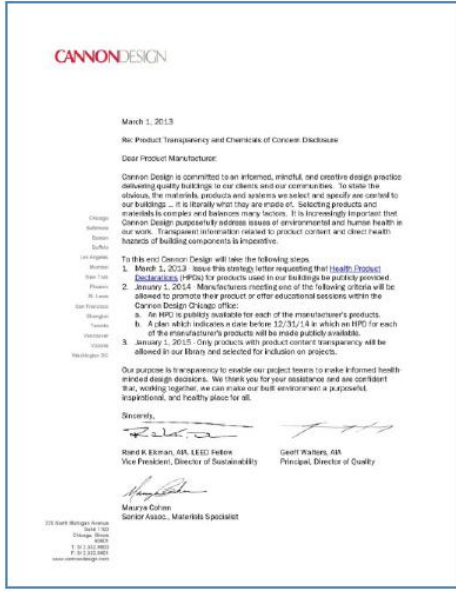 CANNONDESIGN
March 1, 2013
Re: Product Transparency and Chemicals of Concern Disclosure
Dear Product Manufacturer:
Cannon Design is committed to an informed, mindful, and creative design practice
delivering quality buildings to our clients and our communities. To state the
obvious, the materials, products and systems we select and specify are central to
our buildings ... it is literally what they are made of. Selecting products and
materials is complex and balances many factors. It is increasingly important that
Cannon Design purposefully address issues of environmental and human health in
our work. Transparent information related to product content and direct health
hazards of building components is imperative.
Chicago
Baltimore
Boston
Buffalo
Los Angeles
Mumbai
New York
Phoenix
St. Louis
San Francisco
Shanghai
Toronto
Vancouver
Victoria
Washington DC
To this end Cannon Design will take the following steps.
1. March 1, 2013 - Issue this strategy letter requesting that Health Product
Declarations (HPDs) for products used in our buildings be publicly provided.
2. January 1, 2014 - Manufacturers meeting one of the following criteria will be
allowed to promote their product or offer educational sessions within the
Cannon Design Chicago office:
a. An HPD is publicly available for each of the manufacturer's products.
b. A plan which indicates a date before 12/31/14 in which an HPD for each
of the manufacturer's products will be made publicly available.
3. January 1, 2015 - Only products with product content transparency will be
allowed in our library and selected for inclusion on projects.
Our purpose is transparency to enable our project teams to make informed health-
minded design decisions. We thank you for your assistance and are confident
that, working together, we can make our built environment a purposeful,
inspirational, and healthy place for all.
Sincerely,
Rand R Ekman, AIA, LEED Fellow
Vice President, Director of Sustainability
Geoff Walters, AIA
Principal, Director of Quality
Maurya Cohen
Senior Assoc., Materials Specialist
225 North Michigan Avenue
Suite 1100
Chicago, Illinois
60601
www.cannondesign.com